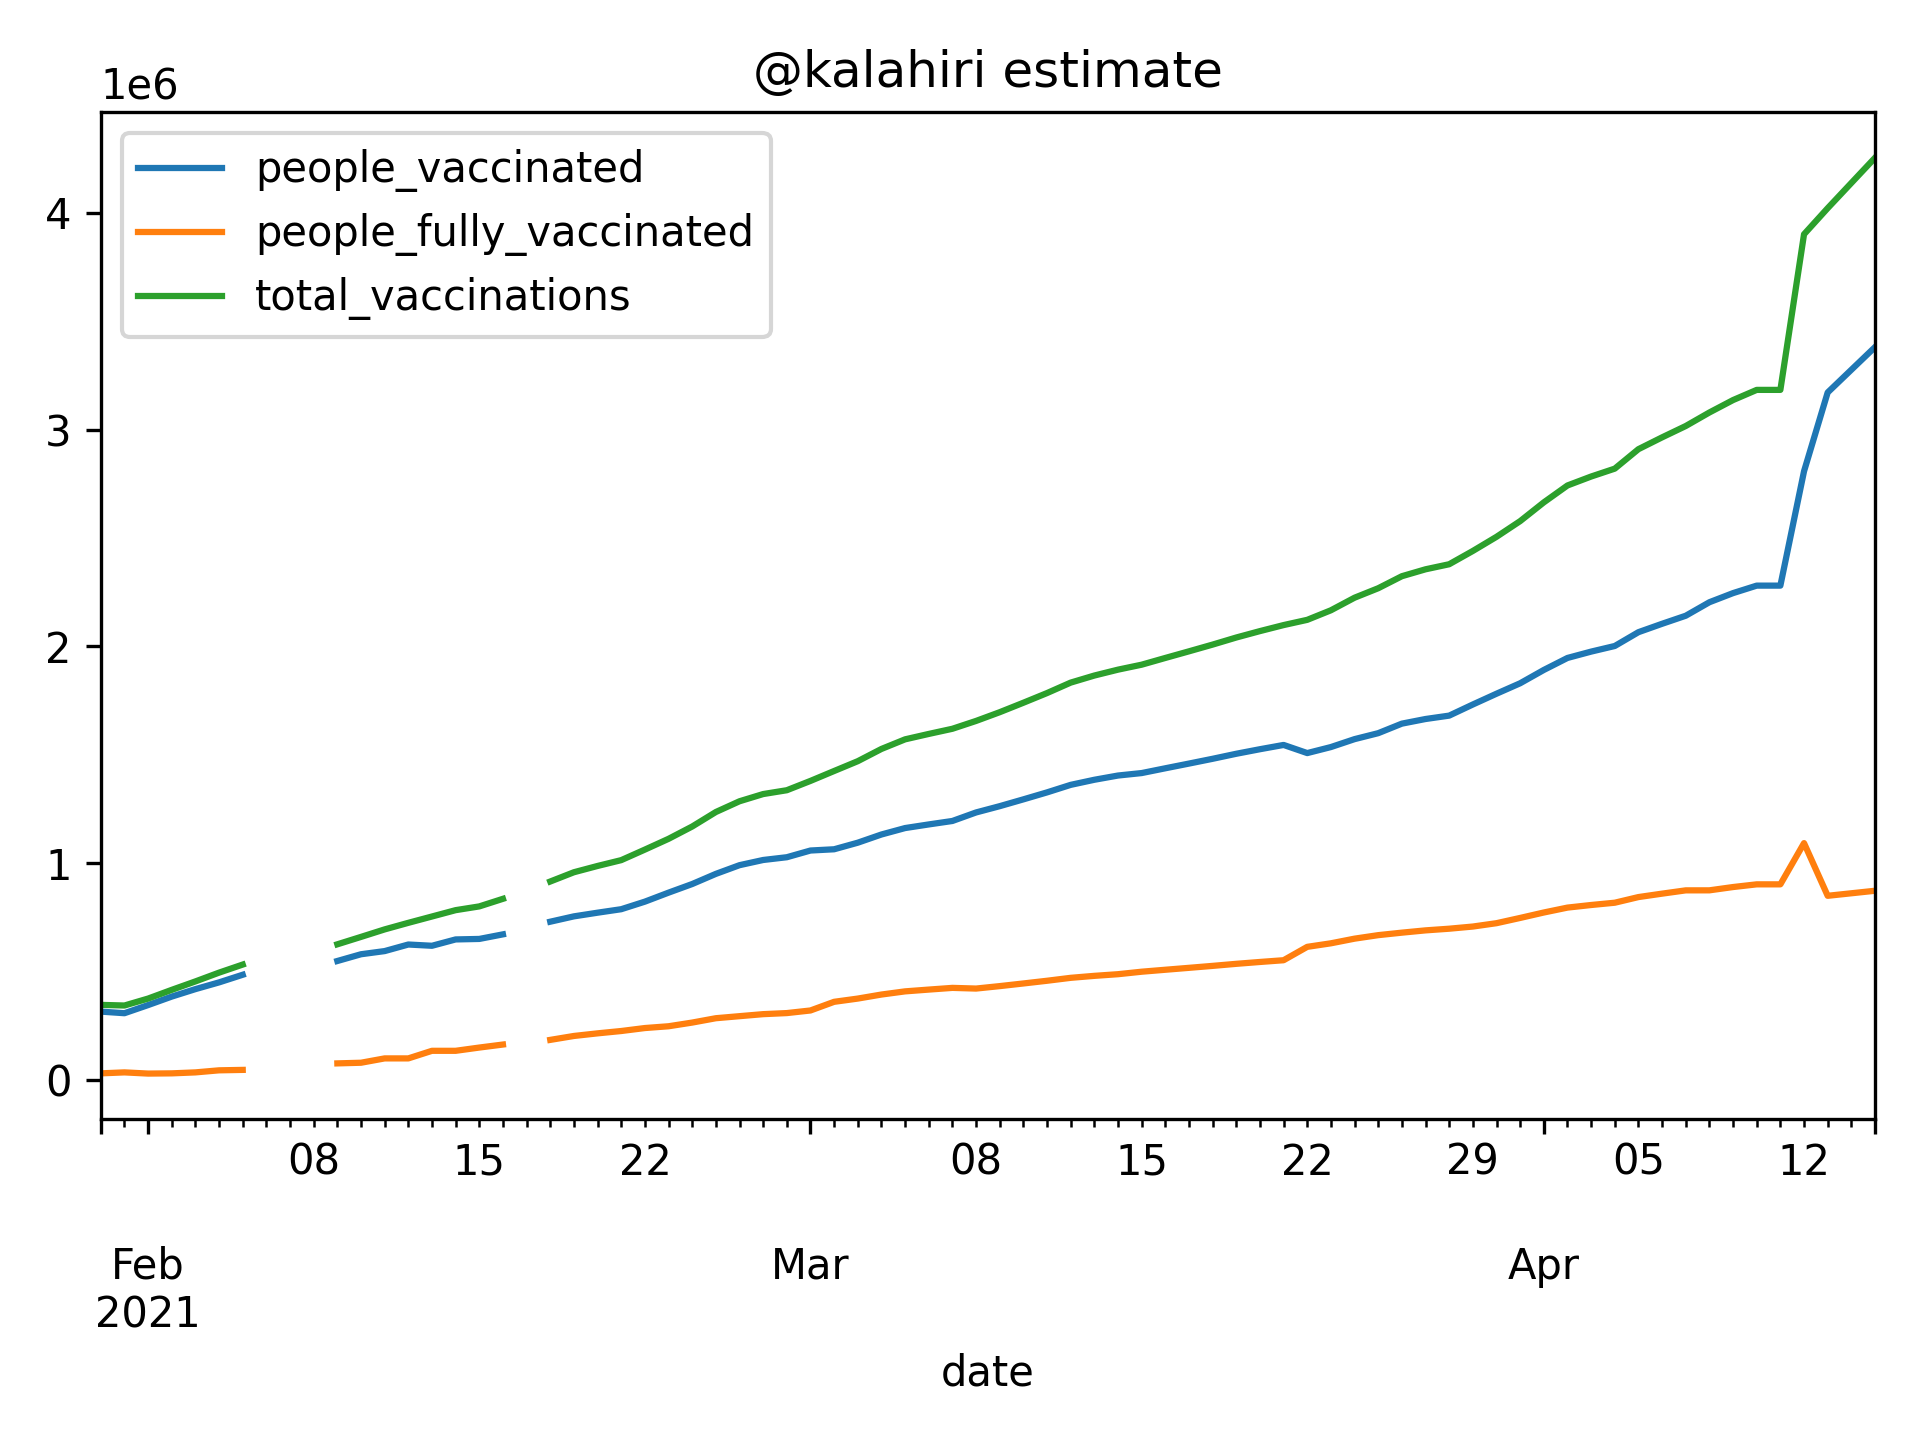 @kalahiri estimate
1e6
people_vaccinated
people_fully_vaccinated
total_vaccinations
4
3
2
1
0
08 15 22 08 15 22 29 05 12
Feb Mar Apr
2021
date